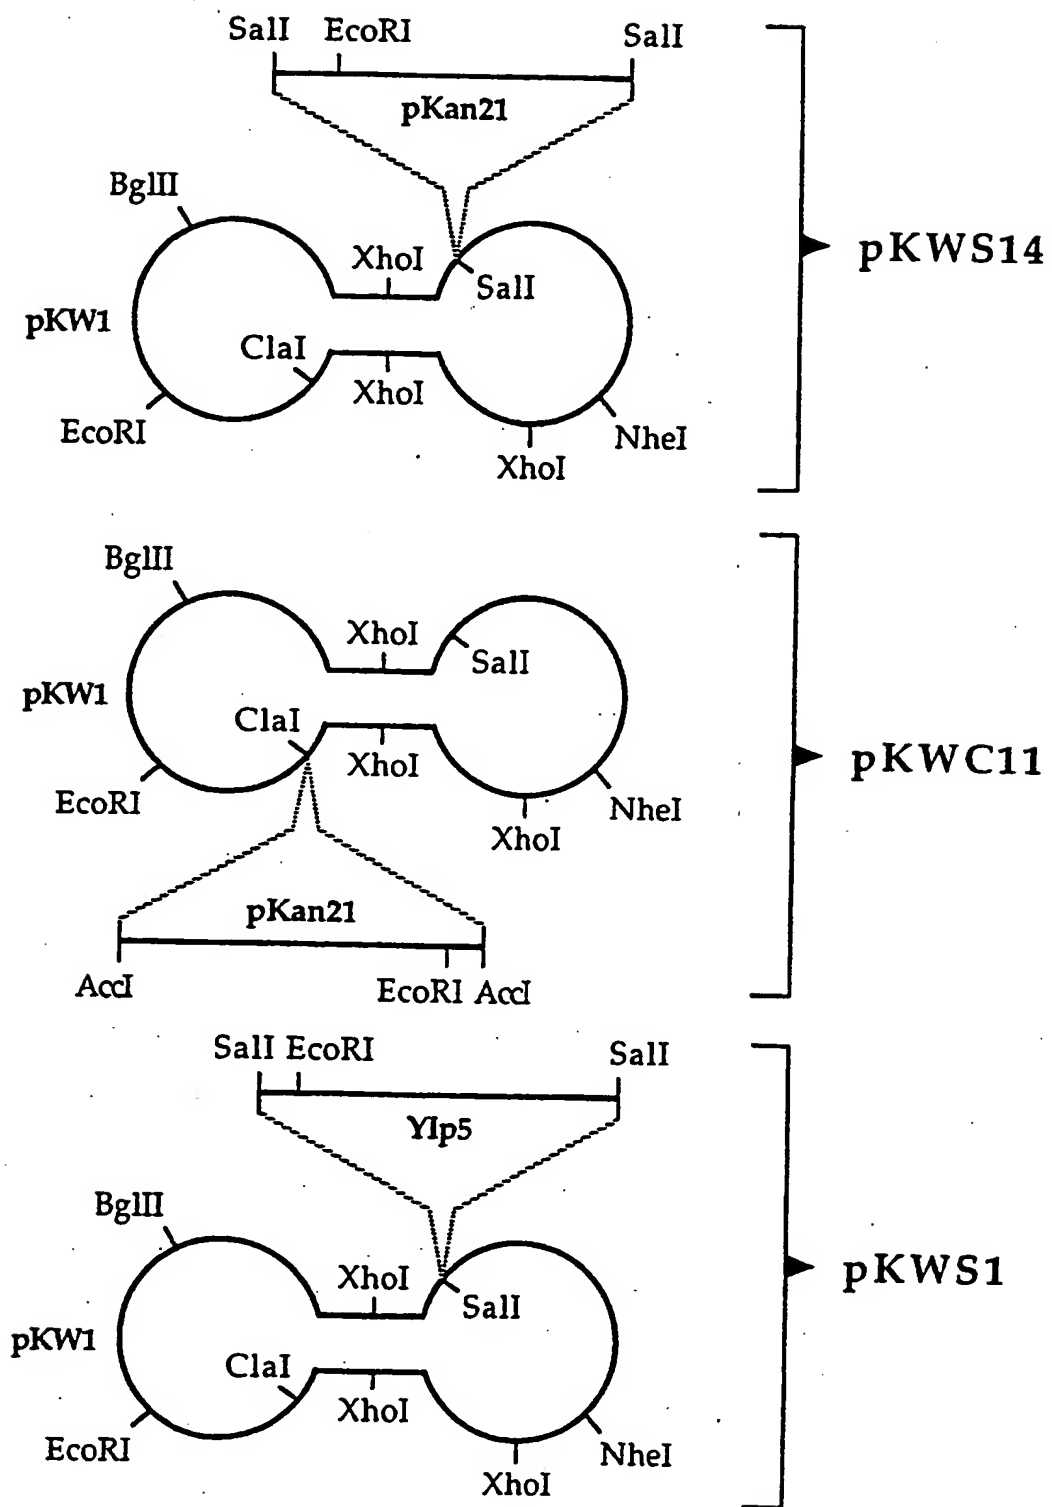 SalI EcoRI SalI
pKan21
BglII
XhoI
SalI
pKWS14
pKW1
ClaI
XhoI
EcoRI
NheI
XhoI
BglII
XhoI
SalI
pKW1
ClaI
XhoI
pKWC11
EcoRI
NheI
XhoI
pKan21
AccI EcoRI AccI
SalI EcoRI SalI
YIp5
BglII
XhoI
SalI
pKWS1
pKW1
ClaI
XhoI
EcoRI
NheI
XhoI